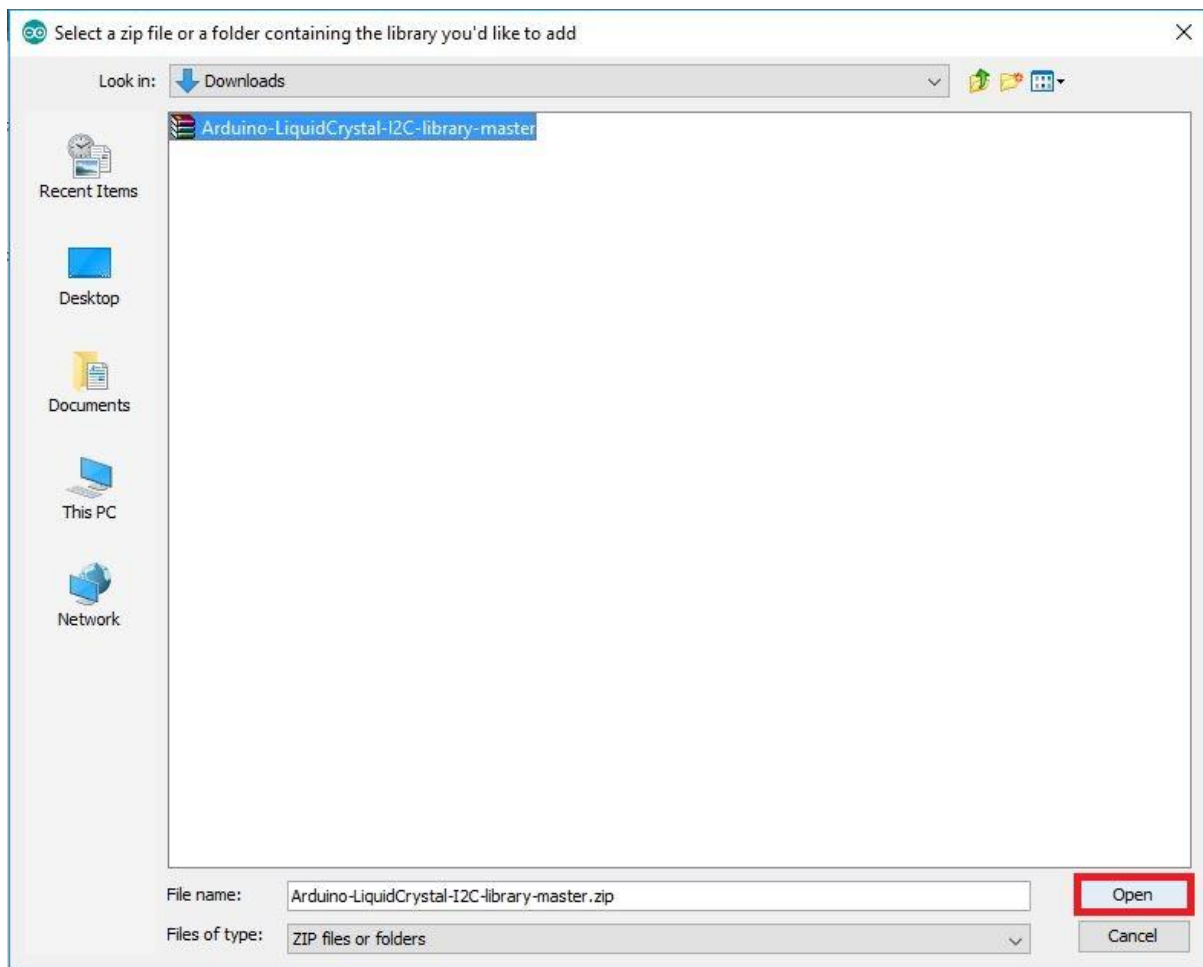 Select a zip file or a folder containing the library you'd like to add
Look in: Downloads
Arduino-LiquidCrystal-I2C-library-master
Recent Items
Desktop
Documents
This PC
Network
File name: Arduino-LiquidCrystal-I2C-library-master.zip Open
Files of type: ZIP files or folders Cancel